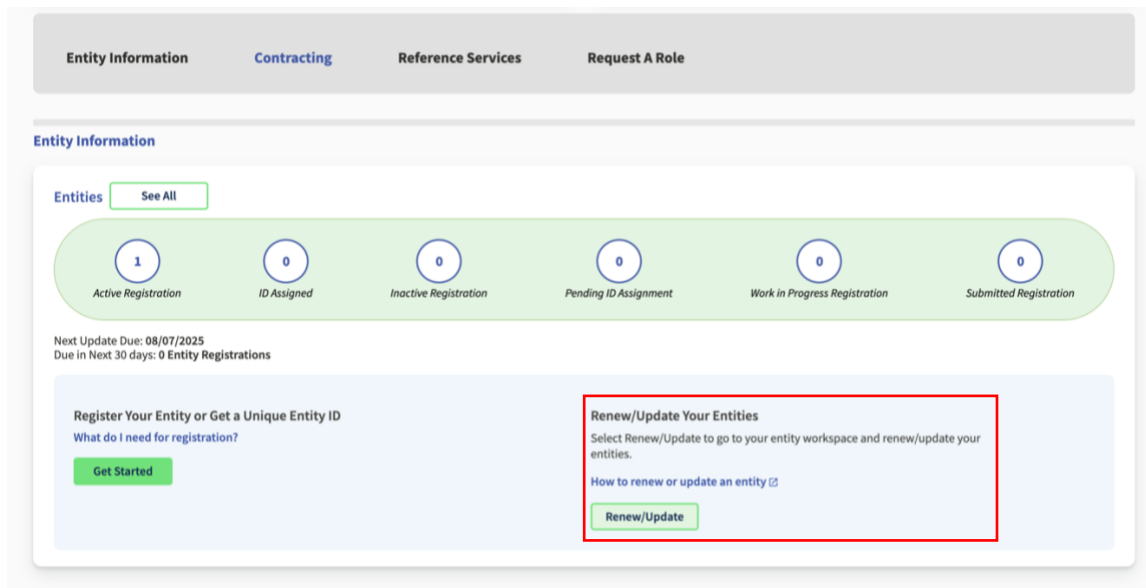 Entity Information Contracting Reference Services Request A Role
Entity Information
Entities See All
1 0 0 0 0 0
Active Registration ID Assigned Inactive Registration Pending ID Assignment Work in Progress Registration Submitted Registration
Next Update Due: 08/07/2025
Due in Next 30 days: 0 Entity Registrations
Register Your Entity or Get a Unique Entity ID
What do I need for registration?
Get Started
Renew/Update Your Entities
Select Renew/Update to go to your entity workspace and renew/update your
entities.
How to renew or update an entity
Renew/Update